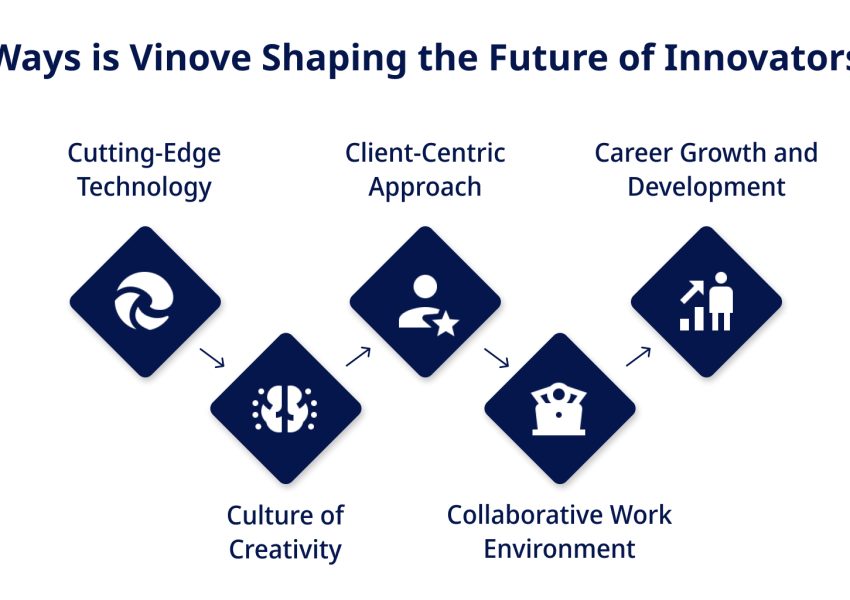 Ways is Vinove Shaping the Future of Innovators
Cutting-Edge
Technology
Client-Centric
Approach
Career Growth and
Development
Culture of
Creativity
Collaborative Work
Environment